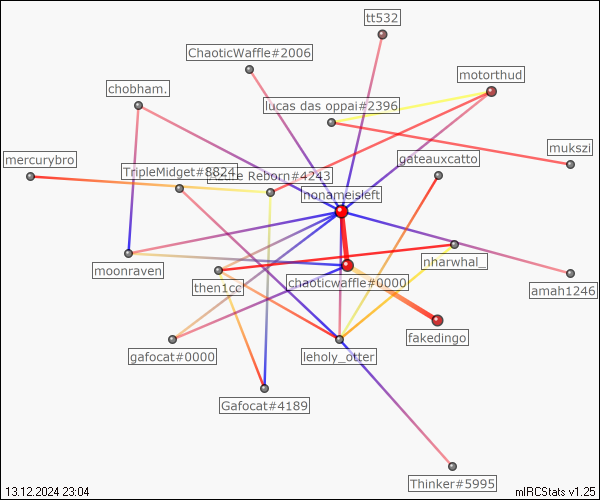 tt532
ChaoticWaffle#2006
motorthud
chobham.
lucas das oppai#2396
mukszi
mercurybro
gateauxcatto
TripleMidget#8824
Reborn#4243
nonameisleft
nharwhal_
moonraven
then1cc
chaoticwaffle#0000
amah1246
fakedingo
gafocat#0000
leholy_otter
Gafocat#4189
Thinker#5995
13.12.2024 23:04
mIRCStats v1.25